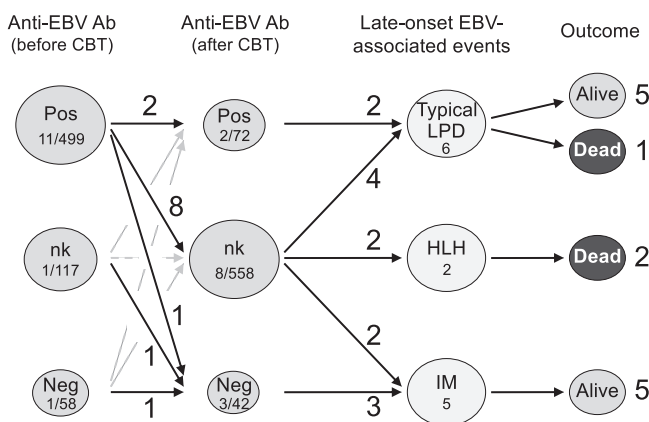 Anti-EBV Ab
(before CBT)
Anti-EBV Ab
(after CBT)
Late-onset EBV-
associated events
Outcome
Pos
11/499
2
Pos
2/72
2
Typical
LPD
6
Alive
5
Dead
1
8
4
nk
1/117
nk
8/558
2
HLH
2
Dead
2
1
2
1
Neg
1/58
1
Neg
3/42
3
IM
5
Alive
5